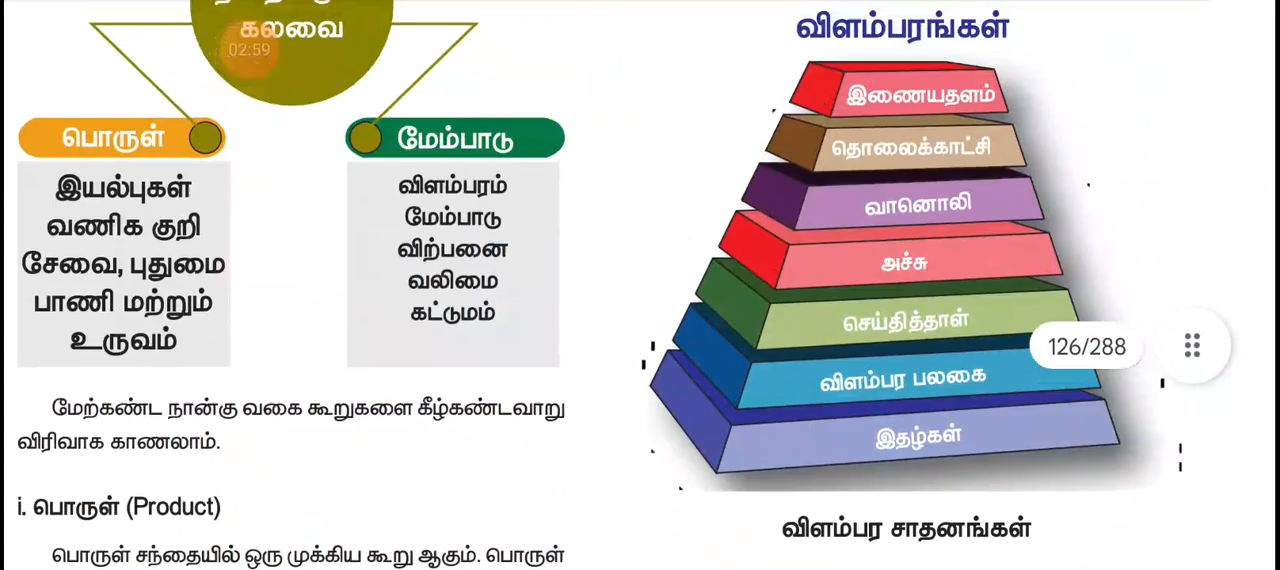 கலவை
02:59
பொருள்
இயல்புகள்
வணிக குறி
சேவை, புதுமை
பாணி மற்றும்
உருவம்
மேம்பாடு
விளம்பரம்
மேம்பாடு
விற்பனை
வலிமை
கட்டுமம்
மேற்கண்ட நான்கு வகை கூறுகளை கீழ்கண்டவாறு
விரிவாக காணலாம்.
i. பொருள் (Product)
பொருள் சந்தையில் ஒரு முக்கிய கூறு ஆகும். பொருள்
விளம்பரங்கள்
இணையதளம்
தொலைக்காட்சி
வானொலி
அச்சு
செய்தித்தாள்
விளம்பர பலகை
இதழ்கள்
126/288
விளம்பர சாதனங்கள்